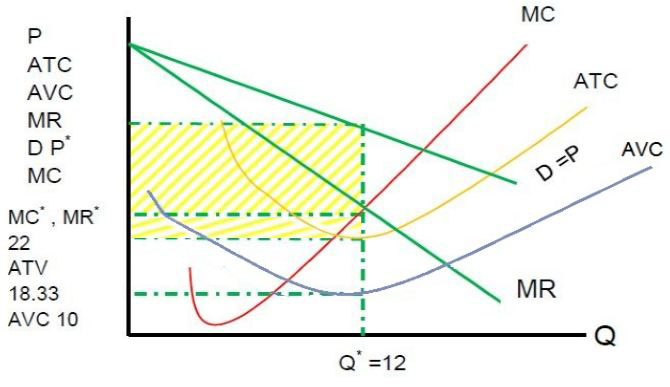 P
ATC
AVC
MR
D P*
MC
MC* , MR*
22
ATV
18.33
AVC 10
MC
ATC
AVC
D =P
MR
Q
Q* =12